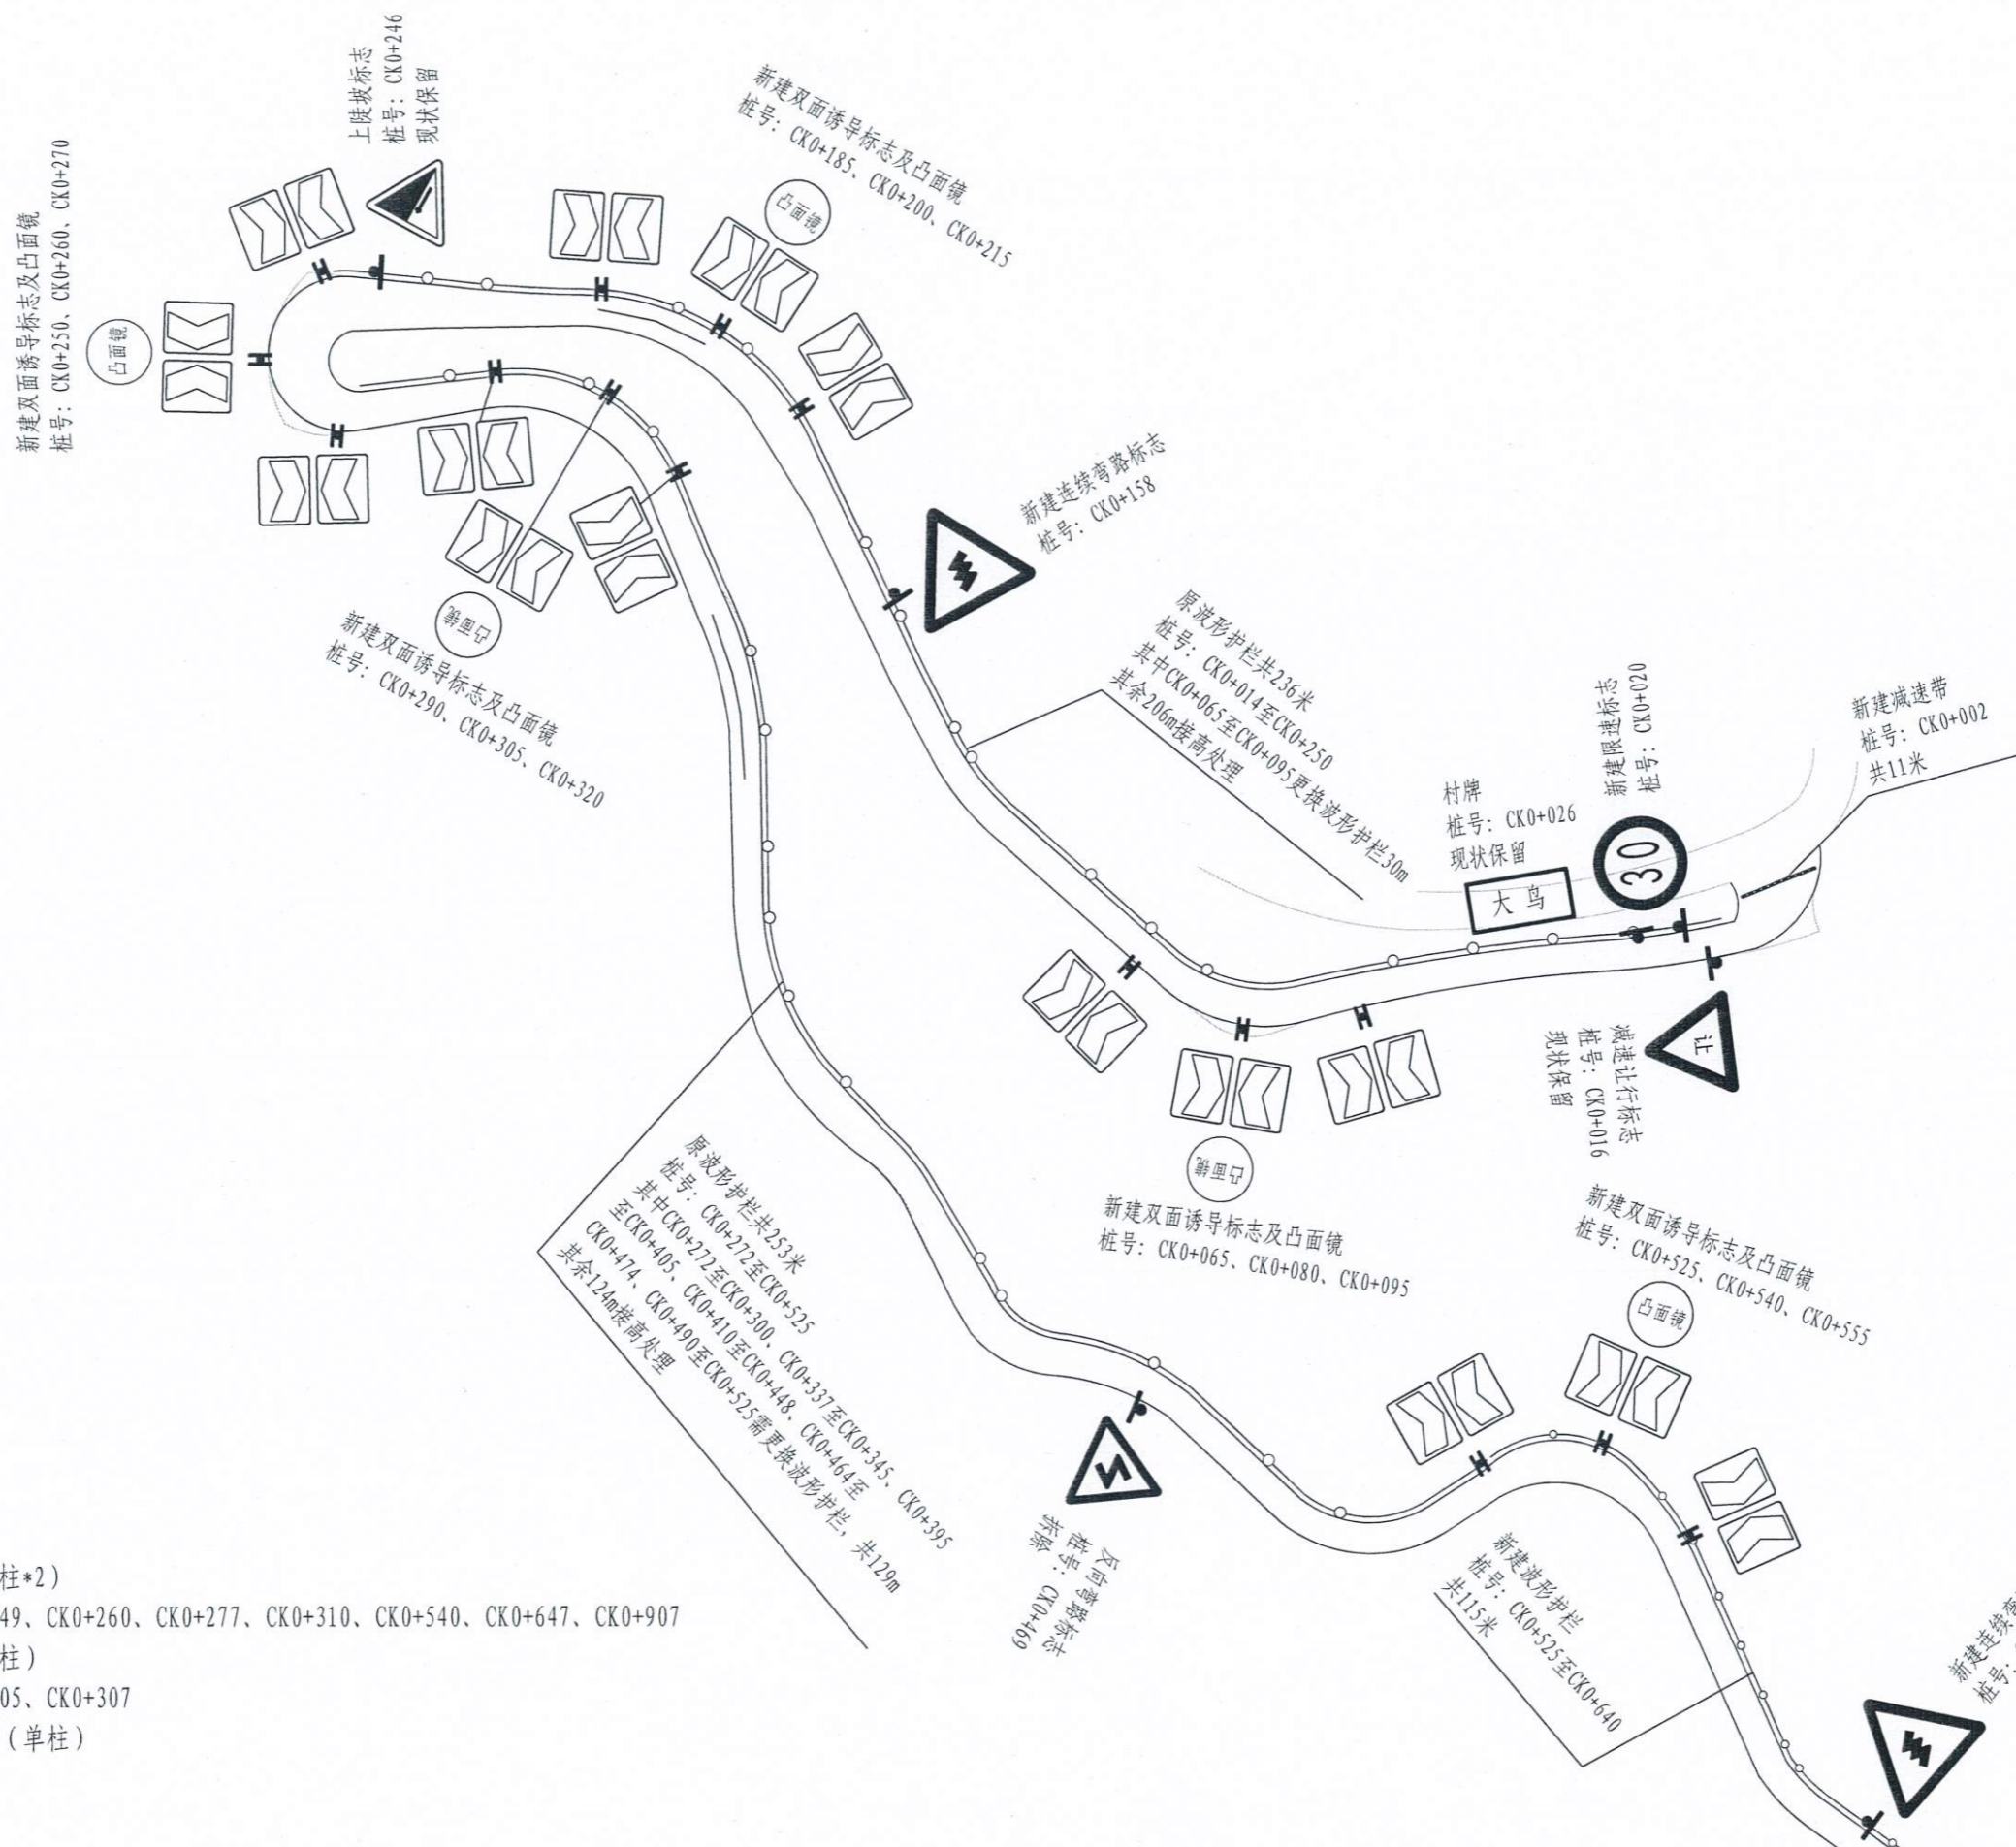 上陡坡标志
桩号：CK0+246
现状保留
新建双面诱导标志及凸面镜
桩号：CK0+185、CK0+200、CK0+215
凸面镜
新建双面诱导标志及凸面镜
桩号：CK0+250、CK0+260、CK0+270
凸面镜
新建连续弯路标志
桩号：CK0+158
凸面镜
新建双面诱导标志及凸面镜
桩号：CK0+290、CK0+305、CK0+320
原波形护栏共236米
桩号：CK0+014至CK0+250
其中CK0+065至CK0+095更换波形护栏30m
其余206m接高处理
村牌
桩号：CK0+026
现状保留
大鸟
新建限速标志
桩号：CK0+020
30
新建减速带
桩号：CK0+002
共11米
让
减速让行标志
桩号：CK0+016
现状保留
凸面镜
新建双面诱导标志及凸面镜
桩号：CK0+065、CK0+080、CK0+095
原波形护栏共253米
桩号：CK0+272至CK0+525
其中CK0+272至CK0+300、CK0+337至CK0+345、CK0+395
至CK0+405、CK0+410至CK0+448、CK0+464至
CK0+474、CK0+490至CK0+525需更换波形护栏，共129m
其余124m接高处理
新建双面诱导标志及凸面镜
桩号：CK0+525、CK0+540、CK0+555
凸面镜
反向弯路标志
桩号：CK0+469
拆除
新建波形护栏
桩号：CK0+525至CK0+640
共115米
新建连续
桩号：
柱*2）
49、CK0+260、CK0+277、CK0+310、CK0+540、CK0+647、CK0+907
柱）
05、CK0+307
（单柱）